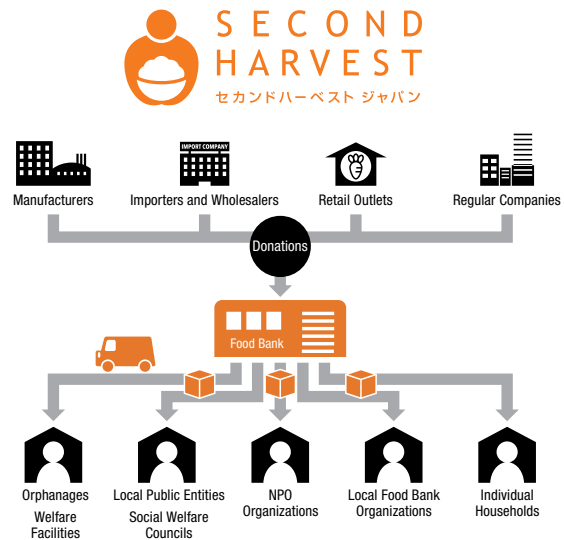 SECOND
HARVEST
セカンドハーベスト ジャパン
IMPORT COMPANY
Manufacturers
Importers and Wholesalers
Retail Outlets
Regular Companies
Donations
Food Bank
Orphanages
Welfare
Facilities
Local Public Entities
Social Welfare
Councils
NPO
Organizations
Local Food Bank
Organizations
Individual
Households